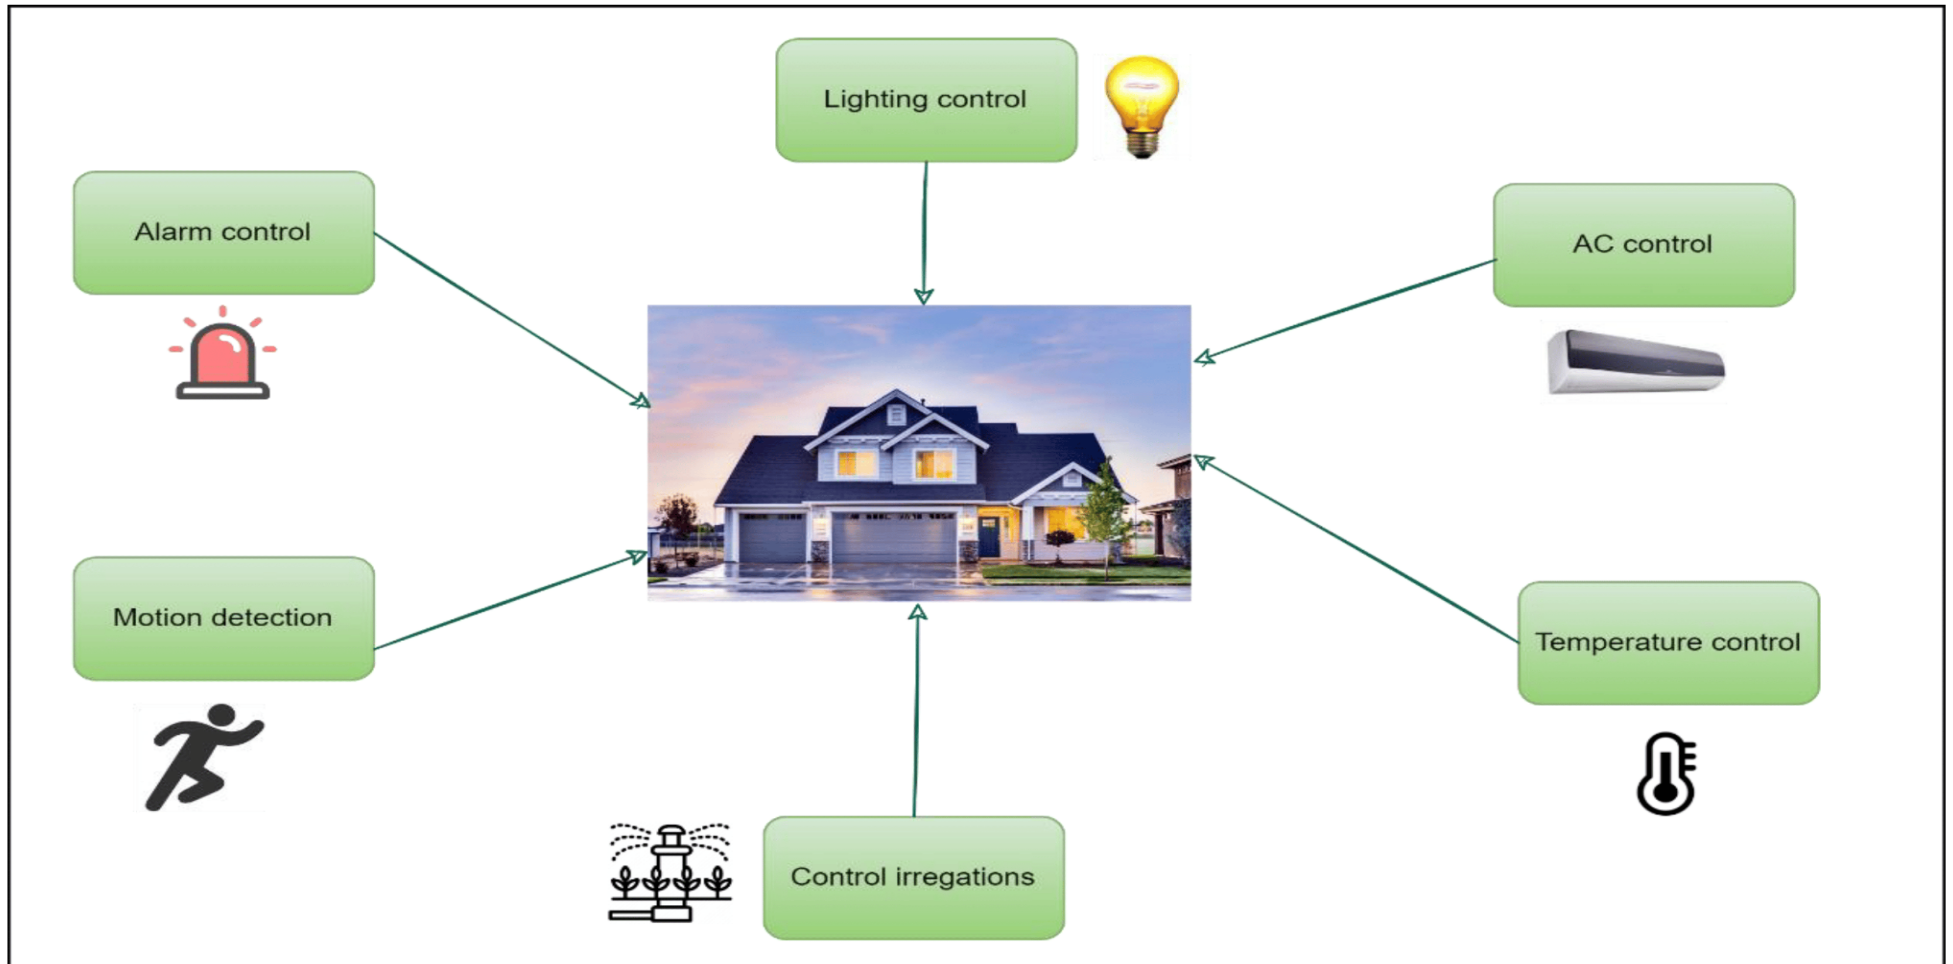 Lighting control
Alarm control
AC control
Motion detection
Temperature control
Control irregations